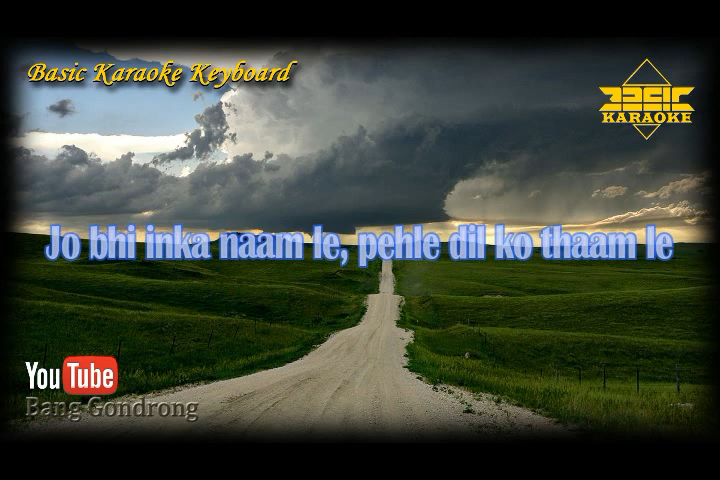 Basic Karaoke Keyboard
BASIC
KARAOKE
Jo bhi inka naam le, pehle dil ko thaam le
YouTube
Bang Gondrong